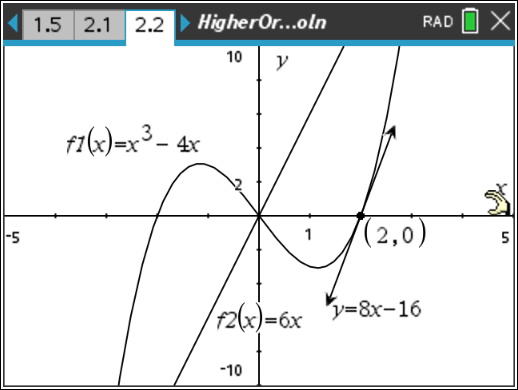 1.5 2.1 2.2 HigherOr...oln RAD
10 y
f1(x)=x³-4x
2
x
-5 1 (2,0) 5
f2(x)=6x y=8x-16
-10